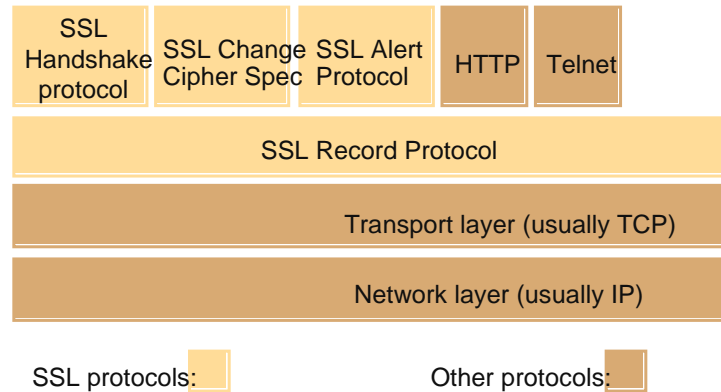 SSL
Handshake
protocol
SSL Change
Cipher Spec
SSL Alert
Protocol
HTTP
Telnet
SSL Record Protocol
Transport layer (usually TCP)
Network layer (usually IP)
SSL protocols:
Other protocols: